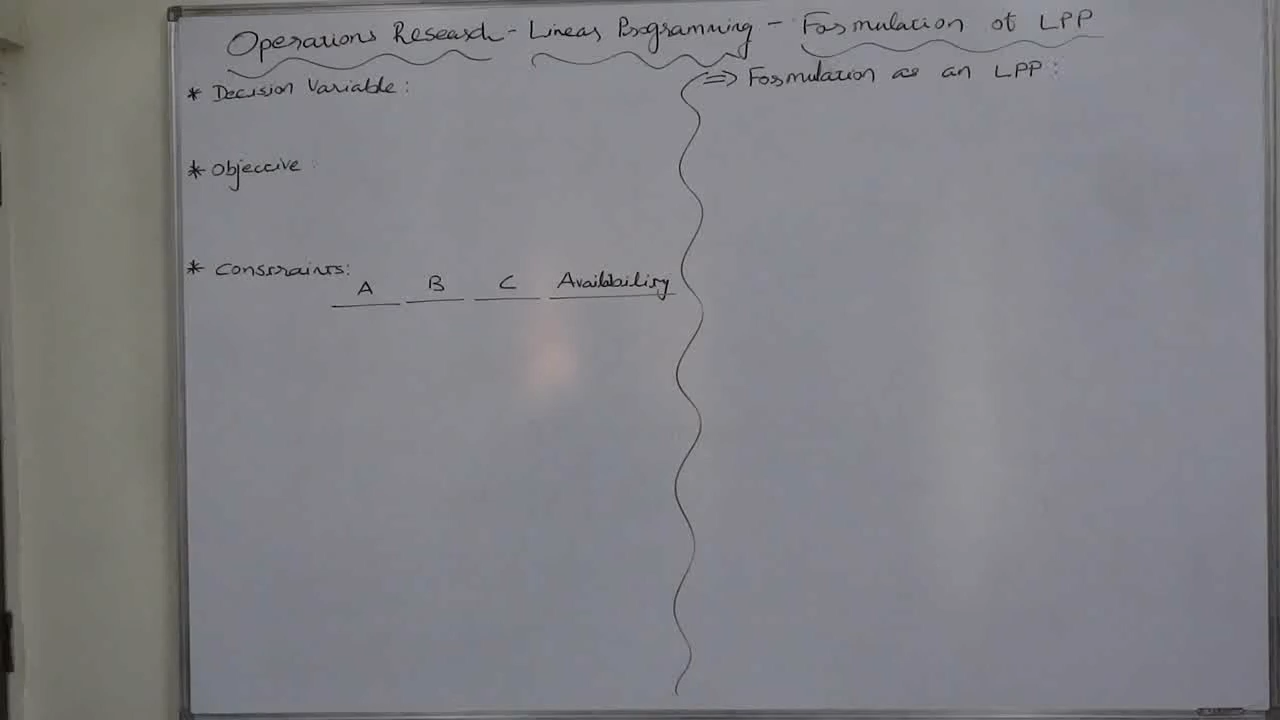 Operations Research - Linear Programming - Formulation of LPP
* Decision Variable:
* Objective:
* Constraints:
A B C Availability
⇒ Formulation as an LPP: